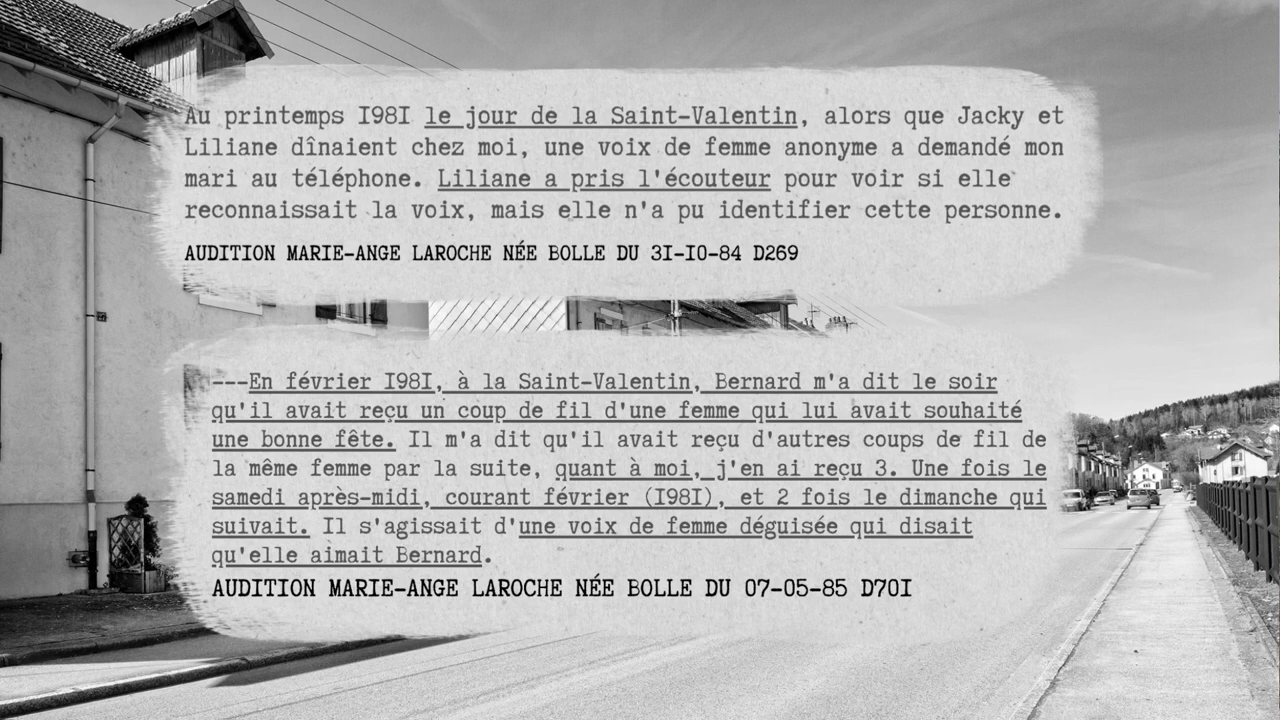 Au printemps I98I le jour de la Saint-Valentin, alors que Jacky et
Liliane dînaient chez moi, une voix de femme anonyme a demandé mon
mari au téléphone. Liliane a pris l'écouteur pour voir si elle
reconnaissait la voix, mais elle n'a pu identifier cette personne.
AUDITION MARIE-ANGE LAROCHE NÉE BOLLE DU 3I-I0-84 D269
---En février I98I, à la Saint-Valentin, Bernard m'a dit le soir
qu'il avait reçu un coup de fil d'une femme qui lui avait souhaité
une bonne fête. Il m'a dit qu'il avait reçu d'autres coups de fil de
la même femme par la suite, quant à moi, j'en ai reçu 3. Une fois le
samedi après-midi, courant février (I98I), et 2 fois le dimanche qui
suivait. Il s'agissait d'une voix de femme déguisée qui disait
qu'elle aimait Bernard.
AUDITION MARIE-ANGE LAROCHE NÉE BOLLE DU 07-05-85 D70I